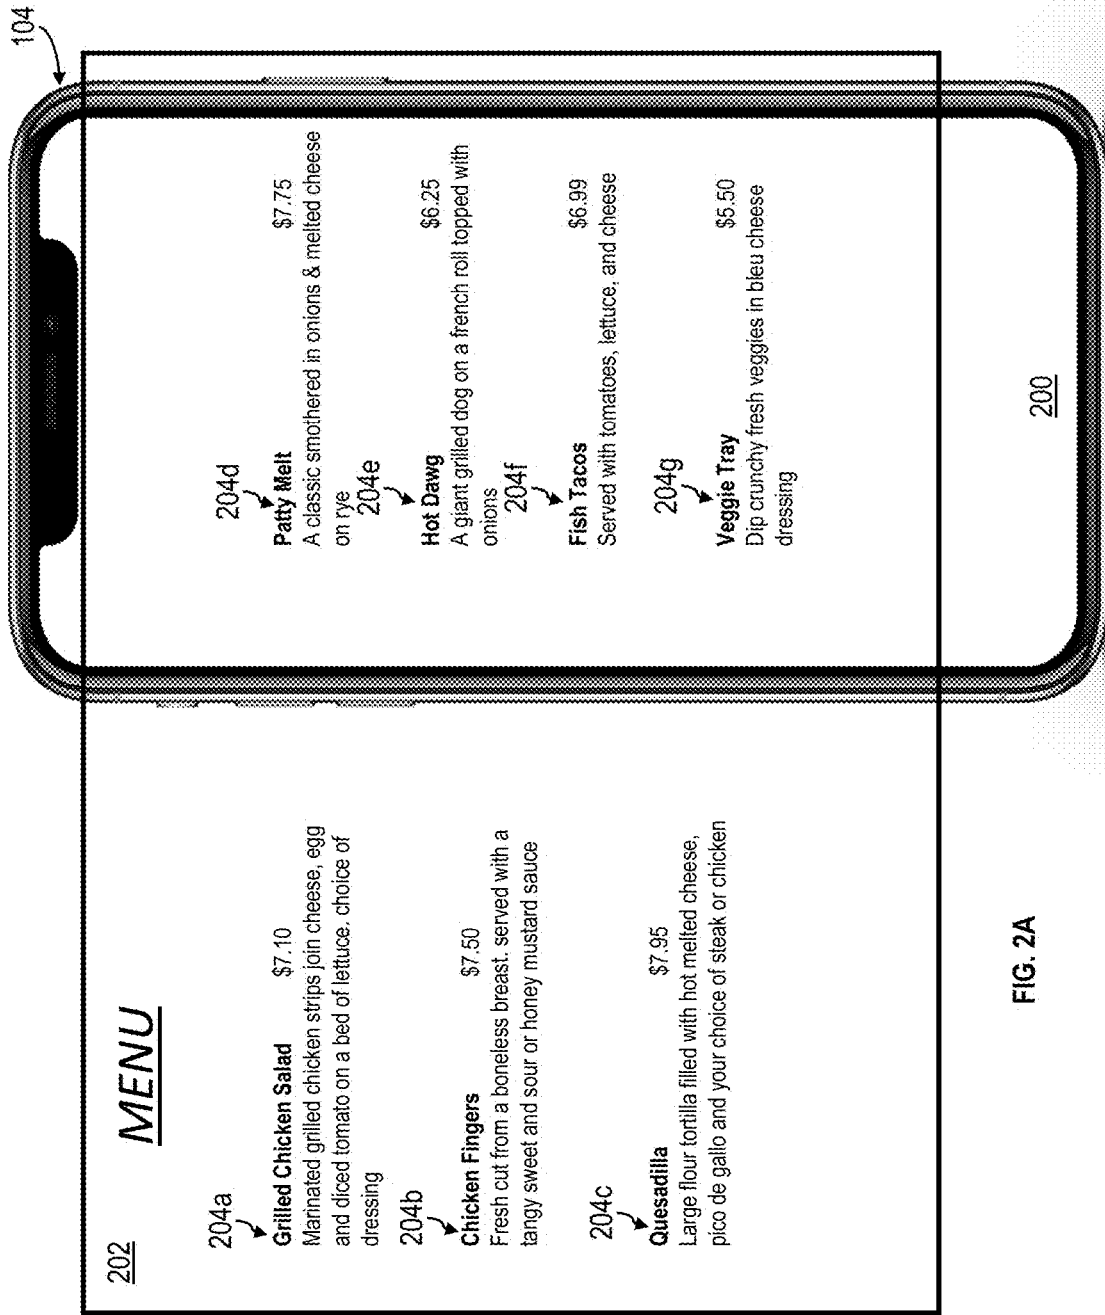 104
202
MENU
204a
Grilled Chicken Salad $7.10
Marinated grilled chicken strips join cheese, egg
and diced tomato on a bed of lettuce. choice of
dressing
204b
Chicken Fingers $7.50
Fresh cut from a boneless breast. served with a
tangy sweet and sour or honey mustard sauce
204c
Quesadilla $7.95
Large flour tortilla filled with hot melted cheese,
pico de gallo and your choice of steak or chicken
204d
Patty Melt $7.75
A classic smothered in onions & melted cheese
on rye
204e
Hot Dawg $6.25
A giant grilled dog on a french roll topped with
onions
204f
Fish Tacos $6.99
Served with tomatoes, lettuce, and cheese
204g
Veggie Tray $5.50
Dip crunchy fresh veggies in bleu cheese
dressing
200
FIG. 2A